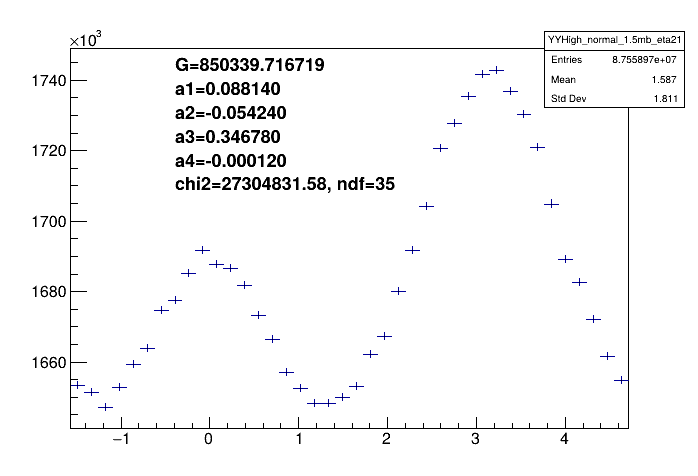 ×10³
YYHigh_normal_1.5mb_eta21
Entries 8.755897e+07
Mean 1.587
Std Dev 1.811
G=850339.716719
a1=0.088140
a2=-0.054240
a3=0.346780
a4=-0.000120
chi2=27304831.58, ndf=35
1740
1720
1700
1680
1660
−1 0 1 2 3 4